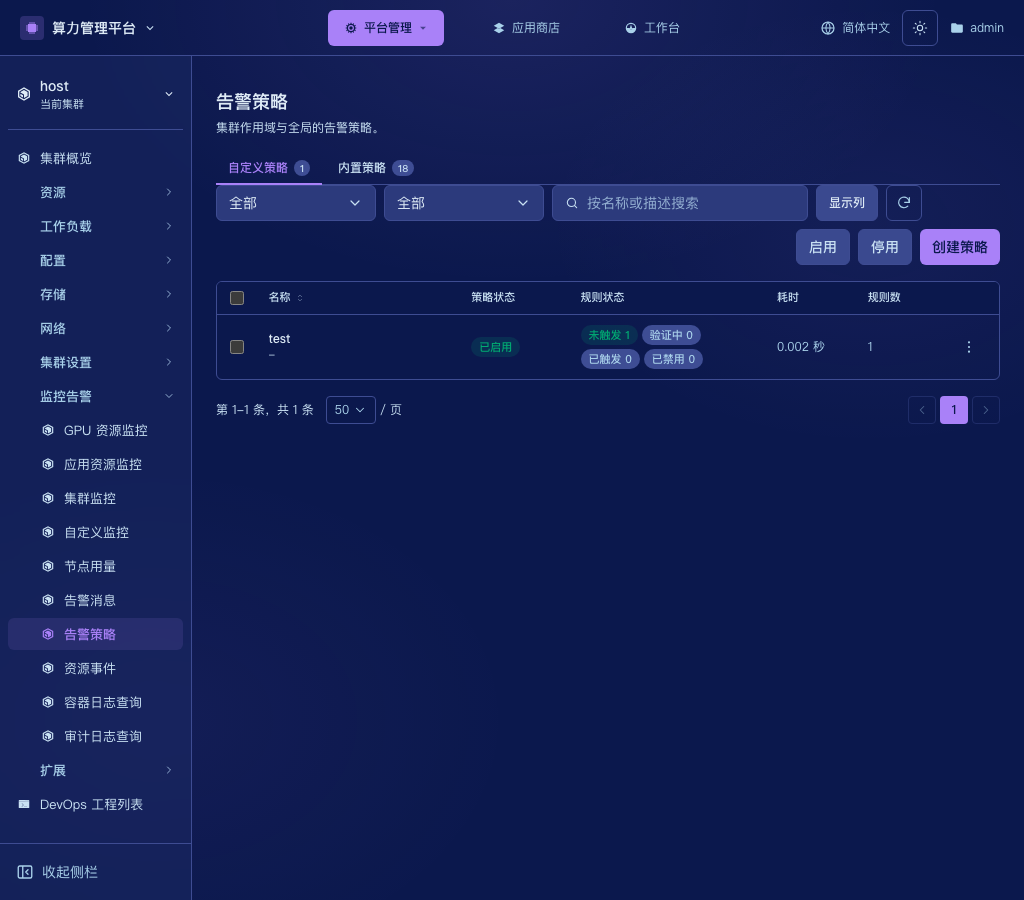 算力管理平台
平台管理
应用商店
工作台
简体中文
admin
host
当前集群
集群概览
资源
工作负载
配置
存储
网络
集群设置
监控告警
GPU 资源监控
应用资源监控
集群监控
自定义监控
节点用量
告警消息
告警策略
资源事件
容器日志查询
审计日志查询
扩展
DevOps 工程列表
收起侧栏
告警策略
集群作用域与全局的告警策略。
自定义策略 1
内置策略 18
全部
全部
按名称或描述搜索
显示列
启用
停用
创建策略
名称
策略状态
规则状态
耗时
规则数
test
–
已启用
未触发 1
验证中 0
已触发 0
已禁用 0
0.002 秒
1
第 1–1 条，共 1 条
50
/ 页
1